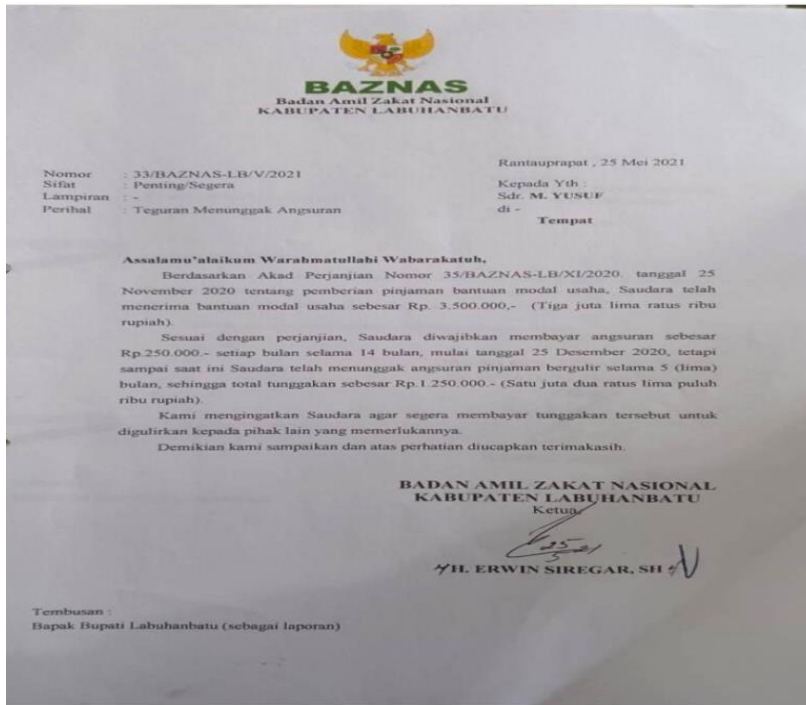 BAZNAS
Badan Amil Zakat Nasional
KABUPATEN LABUHANBATU
Rantauprapat , 25 Mei 2021
Nomor : 33/BAZNAS-LB/V/2021
Sifat : Penting/Segera
Lampiran : -
Perihal : Teguran Menunggak Angsuran
Kepada Yth :
Sdr. M. YUSUF
di -
Tempat
Assalamu'alaikum Warahmatullahi Wabarakatuh,
Berdasarkan Akad Perjanjian Nomor 35/BAZNAS-LB/XI/2020. tanggal 25
November 2020 tentang pemberian pinjaman bantuan modal usaha, Saudara telah
menerima bantuan modal usaha sebesar Rp. 3.500.000,- (Tiga juta lima ratus ribu
rupiah).
Sesuai dengan perjanjian, Saudara diwajibkan membayar angsuran sebesar
Rp.250.000.- setiap bulan selama 14 bulan, mulai tanggal 25 Desember 2020, tetapi
sampai saat ini Saudara telah menunggak angsuran pinjaman bergulir selama 5 (lima)
bulan, sehingga total tunggakan sebesar Rp.1.250.000.- (Satu juta dua ratus lima puluh
ribu rupiah).
Kami mengingatkan Saudara agar segera membayar tunggakan tersebut untuk
digulirkan kepada pihak lain yang memerlukannya.
Demikian kami sampaikan dan atas perhatian diucapkan terimakasih.
BADAN AMIL ZAKAT NASIONAL
KABUPATEN LABUHANBATU
Ketua,
25/5-21
H. ERWIN SIREGAR, SH
Tembusan :
Bapak Bupati Labuhanbatu (sebagai laporan)